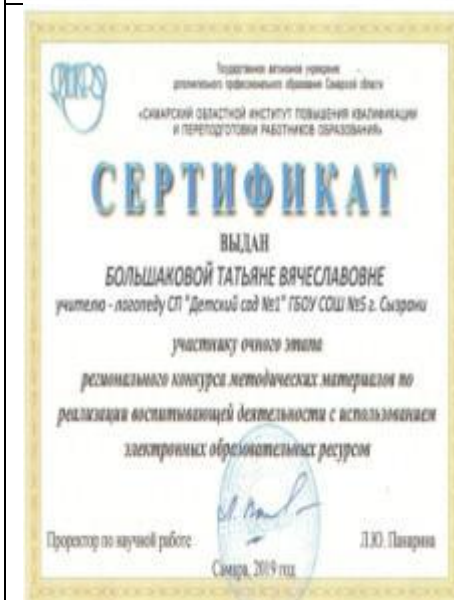 Государственное автономное учреждение
дополнительного профессионального образования Самарской области
«САМАРСКИЙ ОБЛАСТНОЙ ИНСТИТУТ ПОВЫШЕНИЯ КВАЛИФИКАЦИИ
И ПЕРЕПОДГОТОВКИ РАБОТНИКОВ ОБРАЗОВАНИЯ»
СЕРТИФИКАТ
ВЫДАН
БОЛЬШАКОВОЙ ТАТЬЯНЕ ВЯЧЕСЛАВОВНЕ
учителю - логопеду СП "Детский сад №1" ГБОУ СОШ №5 г. Сызрани
участнику очного этапа
регионального конкурса методических материалов по
реализации воспитывающей деятельности с использованием
электронных образовательных ресурсов
Проректор по научной работе
Л.Ю. Панарина
Самара, 2019 год